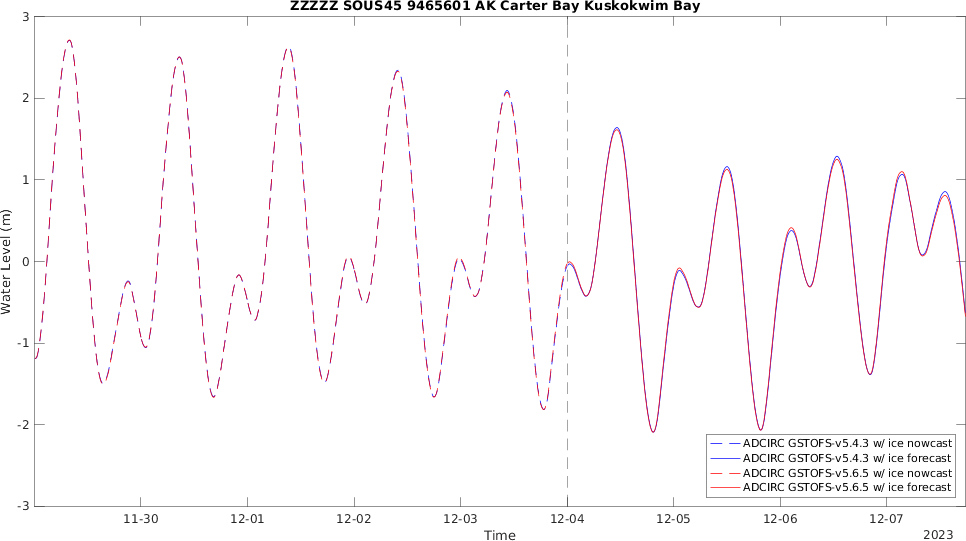 ZZZZZ SOUS45 9465601 AK Carter Bay Kuskokwim Bay
3
2
1
0
-1
-2
-3
Water Level (m)
ADCIRC GSTOFS-v5.4.3 w/ ice nowcast
ADCIRC GSTOFS-v5.4.3 w/ ice forecast
ADCIRC GSTOFS-v5.6.5 w/ ice nowcast
ADCIRC GSTOFS-v5.6.5 w/ ice forecast
11-30 12-01 12-02 12-03 12-04 12-05 12-06 12-07
Time
2023